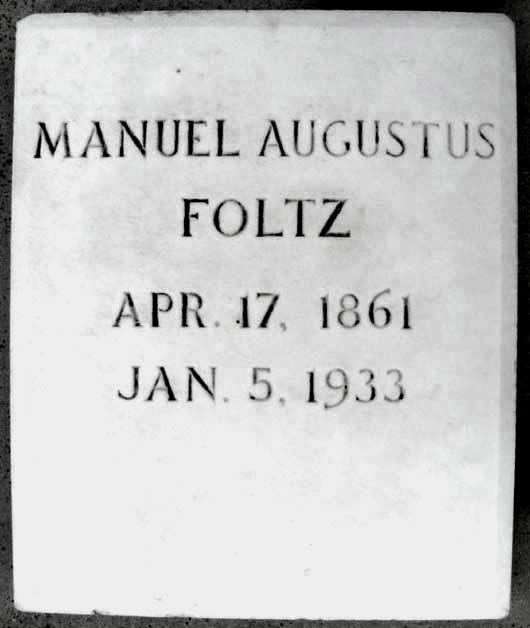 MANUEL AUGUSTUS
FOLTZ
APR. 17, 1861
JAN. 5, 1933